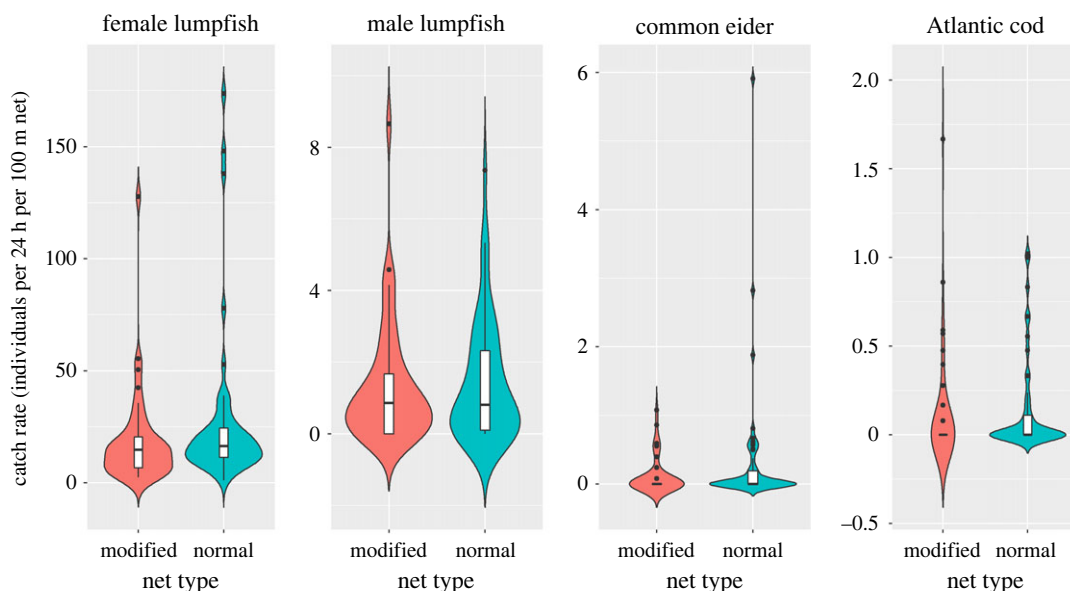 female lumpfish
male lumpfish
common eider
Atlantic cod
catch rate (individuals per 24 h per 100 m net)
150
100
50
0
8
4
0
6
4
2
0
2.0
1.5
1.0
0.5
0
–0.5
modified normal
modified normal
modified normal
modified normal
net type
net type
net type
net type